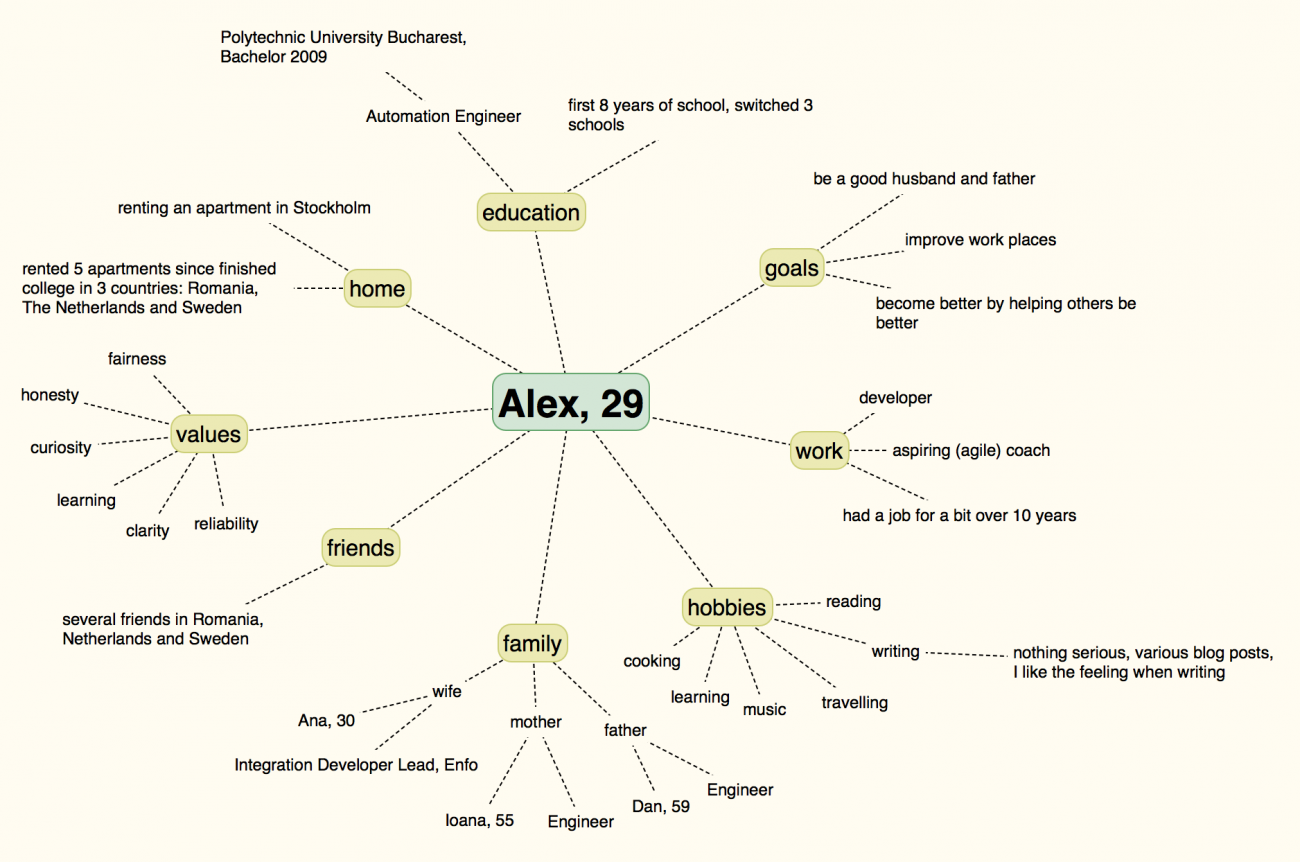 Polytechnic University Bucharest,
Bachelor 2009
Automation Engineer
first 8 years of school, switched 3
schools
education
renting an apartment in Stockholm
rented 5 apartments since finished
college in 3 countries: Romania,
The Netherlands and Sweden
home
be a good husband and father
improve work places
goals
become better by helping others be
better
Alex, 29
fairness
honesty
curiosity
values
learning
clarity
reliability
developer
work
aspiring (agile) coach
had a job for a bit over 10 years
friends
several friends in Romania,
Netherlands and Sweden
family
wife
Ana, 30
Integration Developer Lead, Enfo
mother
Ioana, 55
Engineer
father
Dan, 59
Engineer
hobbies
reading
writing
nothing serious, various blog posts,
I like the feeling when writing
cooking
learning
music
travelling